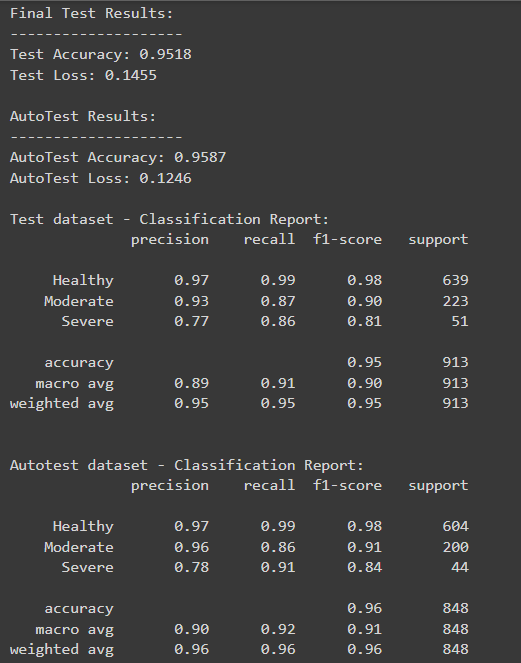 Final Test Results:
--------------------
Test Accuracy: 0.9518
Test Loss: 0.1455
AutoTest Results:
--------------------
AutoTest Accuracy: 0.9587
AutoTest Loss: 0.1246
Test dataset - Classification Report:
precision recall f1-score support
Healthy 0.97 0.99 0.98 639
Moderate 0.93 0.87 0.90 223
Severe 0.77 0.86 0.81 51
accuracy 0.95 913
macro avg 0.89 0.91 0.90 913
weighted avg 0.95 0.95 0.95 913
Autotest dataset - Classification Report:
precision recall f1-score support
Healthy 0.97 0.99 0.98 604
Moderate 0.96 0.86 0.91 200
Severe 0.78 0.91 0.84 44
accuracy 0.96 848
macro avg 0.90 0.92 0.91 848
weighted avg 0.96 0.96 0.96 848